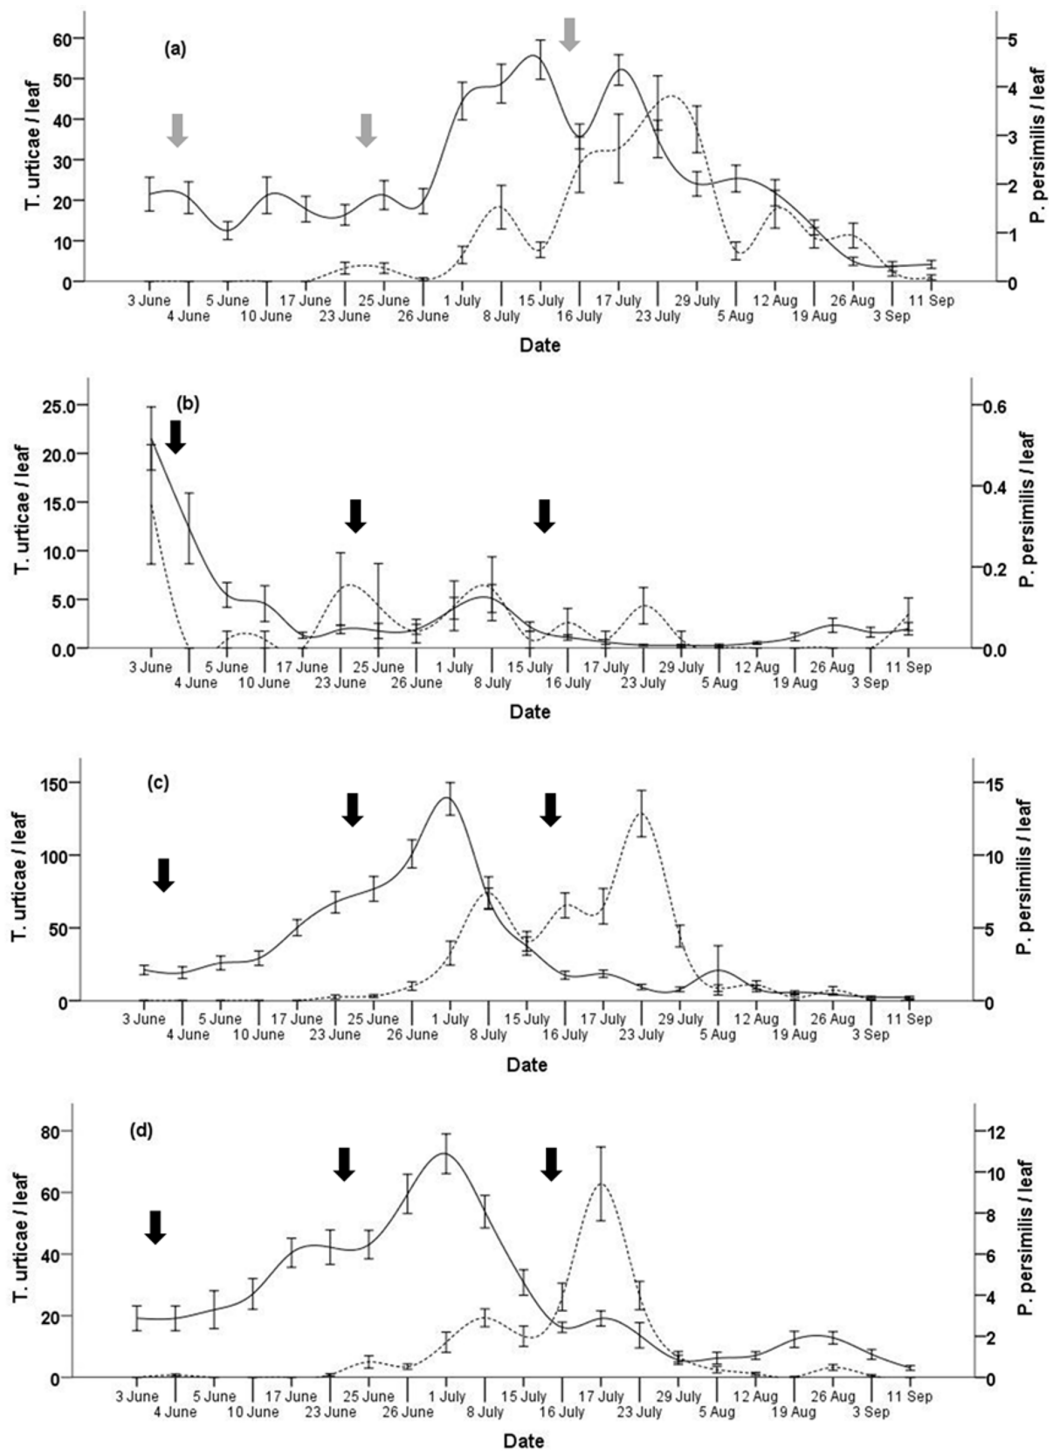 (a)
T. urticae / leaf
P. persimilis / leaf
60
50
40
30
20
10
0
5
4
3
2
1
0
3 June 5 June 17 June 25 June 1 July 15 July 17 July 29 July 12 Aug 26 Aug 11 Sep
4 June 10 June 23 June 26 June 8 July 16 July 23 July 5 Aug 19 Aug 3 Sep
Date
(b)
T. urticae / leaf
P. persimilis / leaf
25.0
20.0
15.0
10.0
5.0
0.0
0.6
0.4
0.2
0.0
3 June 5 June 17 June 25 June 1 July 15 July 17 July 29 July 12 Aug 26 Aug 11 Sep
4 June 10 June 23 June 26 June 8 July 16 July 23 July 5 Aug 19 Aug 3 Sep
Date
(c)
T. urticae / leaf
P. persimilis / leaf
150
100
50
0
15
10
5
0
3 June 5 June 17 June 25 June 1 July 15 July 17 July 29 July 12 Aug 26 Aug 11 Sep
4 June 10 June 23 June 26 June 8 July 16 July 23 July 5 Aug 19 Aug 3 Sep
Date
(d)
T. urticae / leaf
P. persimilis / leaf
80
60
40
20
0
12
10
8
6
4
2
0
3 June 5 June 17 June 25 June 1 July 15 July 17 July 29 July 12 Aug 26 Aug 11 Sep
4 June 10 June 23 June 26 June 8 July 16 July 23 July 5 Aug 19 Aug 3 Sep
Date